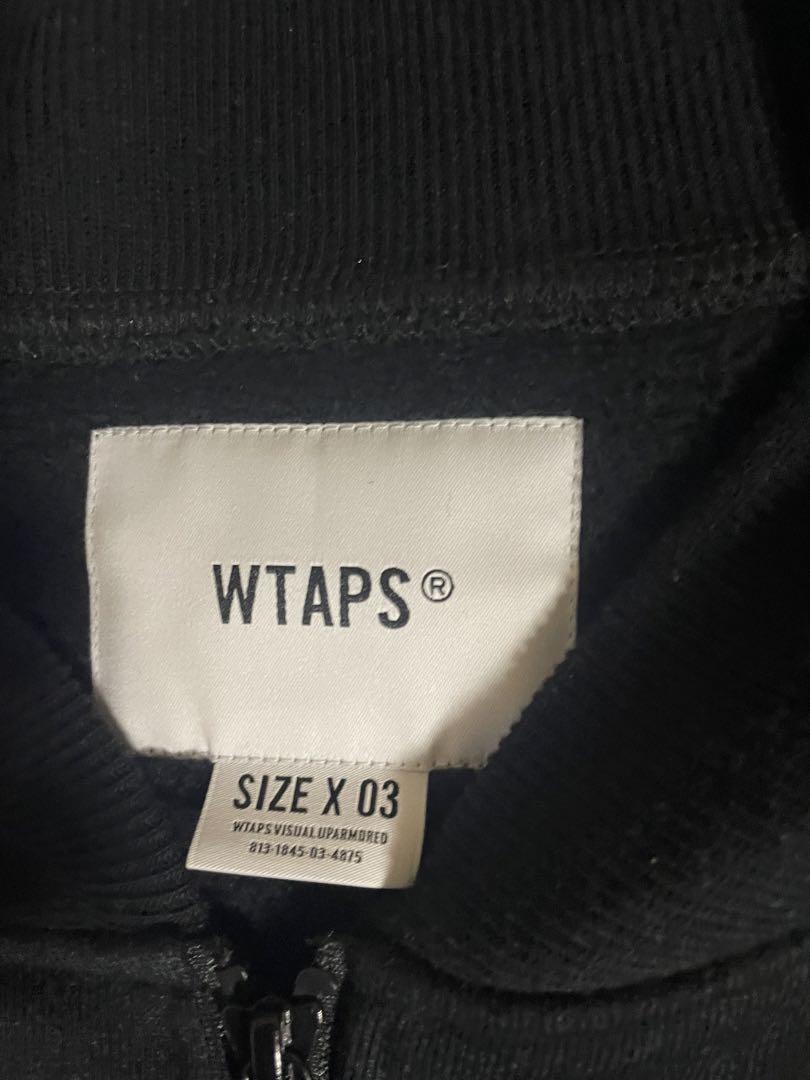 WTAPS®
SIZE X 03
WTAPS VISUAL UPARMORED
813-1845-03-4875